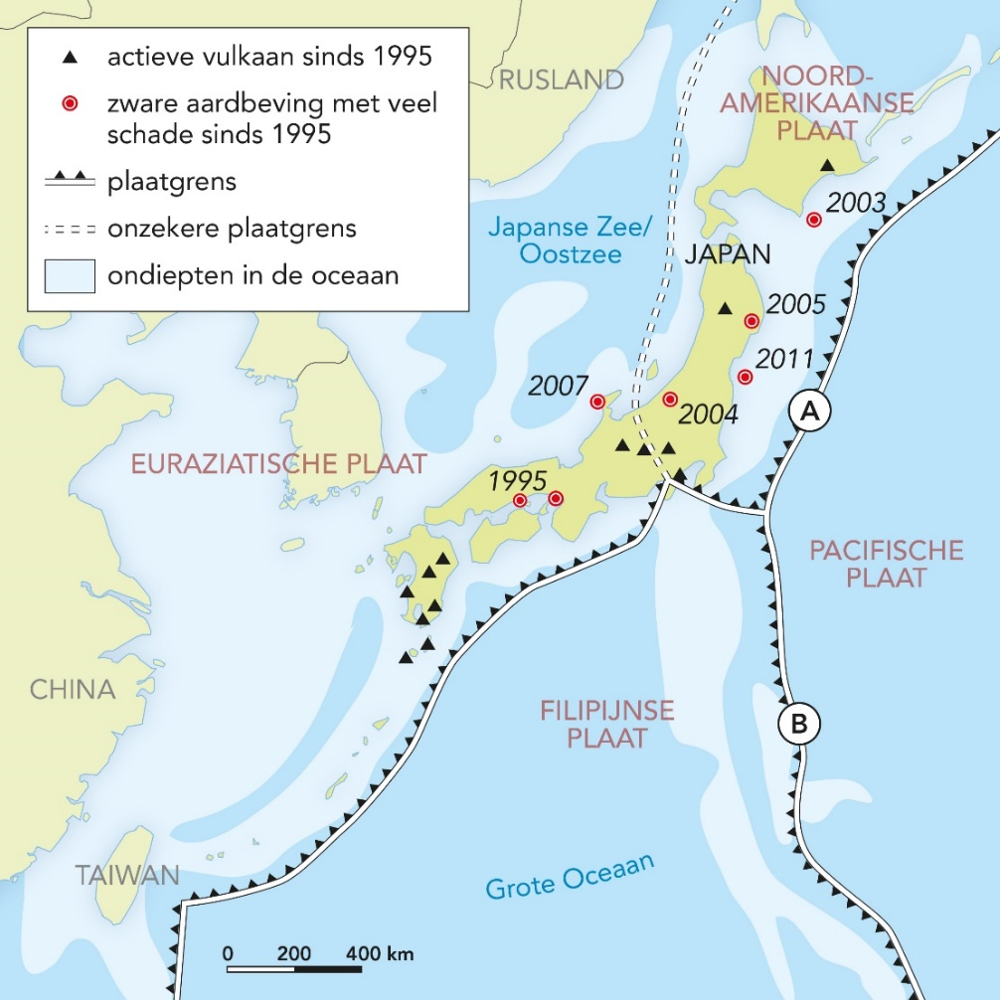 actieve vulkaan sinds 1995
zware aardbeving met veel
schade sinds 1995
plaatgrens
onzekere plaatgrens
ondiepten in de oceaan
RUSLAND
NOORD-
AMERIKAANSE
PLAAT
2003
Japanse Zee/
Oostzee
JAPAN
2005
2011
2007
2004
A
EURAZIATISCHE PLAAT
1995
PACIFISCHE
PLAAT
CHINA
FILIPIJNSE
PLAAT
B
TAIWAN
Grote Oceaan
0 200 400 km